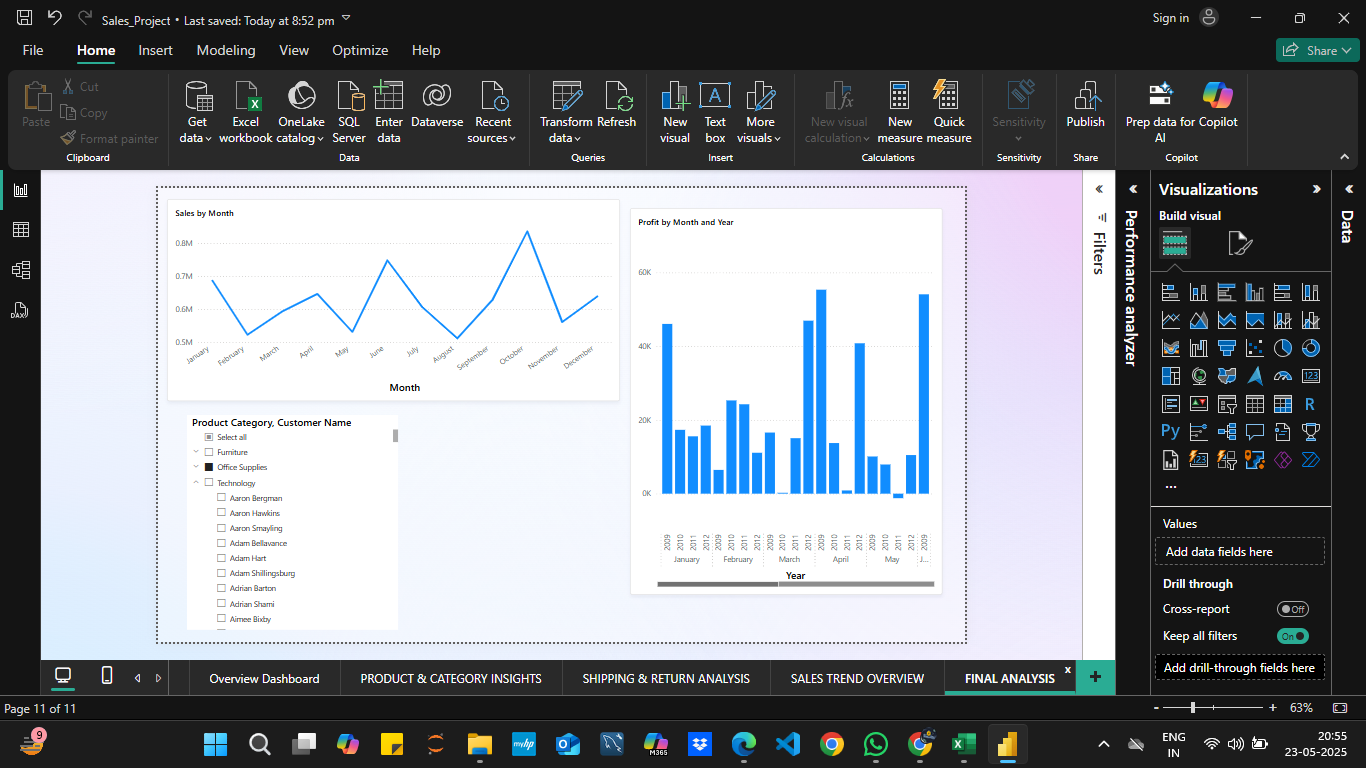 Sales_Project • Last saved: Today at 8:52 pm
Sign in
File Home Insert Modeling View Optimize Help
Share
Paste
Cut
Copy
Format painter
Clipboard
Get data
Excel workbook
OneLake catalog
SQL Server
Enter data
Dataverse
Recent sources
Data
Transform data
Refresh
Queries
New visual
Text box
More visuals
Insert
New visual calculation
New measure
Quick measure
Calculations
Sensitivity
Sensitivity
Publish
Share
Prep data for AI
Copilot
Copilot
Sales by Month
0.8M
0.7M
0.6M
0.5M
January February March April May June July August September October November December
Month
Product Category, Customer Name
Select all
Furniture
Office Supplies
Technology
Aaron Bergman
Aaron Hawkins
Aaron Smayling
Adam Bellavance
Adam Hart
Adam Shillingsburg
Adrian Barton
Adrian Shami
Aimee Bixby
Profit by Month and Year
60K
40K
20K
0K
2009 2010 2011 2012 2009 2010 2011 2012 2009 2010 2011 2012 2009 2010 2011 2012 2009 2010 2011 2012 2009
January February March April May J...
Year
Filters
Performance analyzer
Visualizations
Build visual
123
R
Py
123
...
Values
Add data fields here
Drill through
Cross-report
Off
Keep all filters
On
Add drill-through fields here
Data
Overview Dashboard
PRODUCT & CATEGORY INSIGHTS
SHIPPING & RETURN ANALYSIS
SALES TREND OVERVIEW
FINAL ANALYSIS
x
+
Page 11 of 11
- + 63%
9
myhp
M365
ENG
IN
20:55
23-05-2025